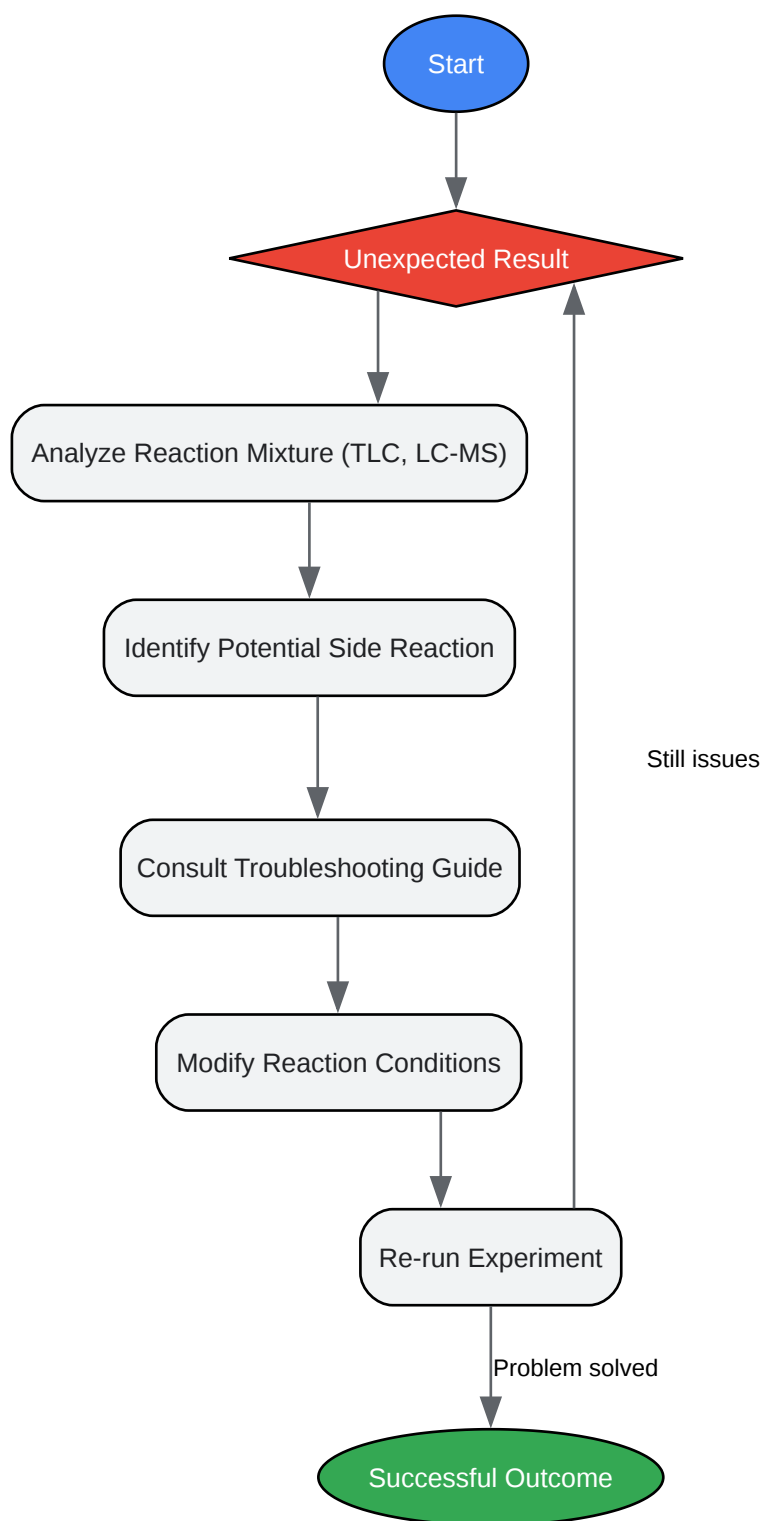 Start
Unexpected Result
Analyze Reaction Mixture (TLC, LC-MS)
Identify Potential Side Reaction
Still issues
Consult Troubleshooting Guide
Modify Reaction Conditions
Re-run Experiment
Problem solved
Successful Outcome